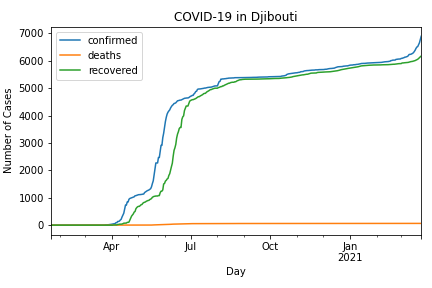 COVID-19 in Djibouti
confirmed
deaths
recovered
Number of Cases
7000
6000
5000
4000
3000
2000
1000
0
Apr
Jul
Oct
Jan
2021
Day